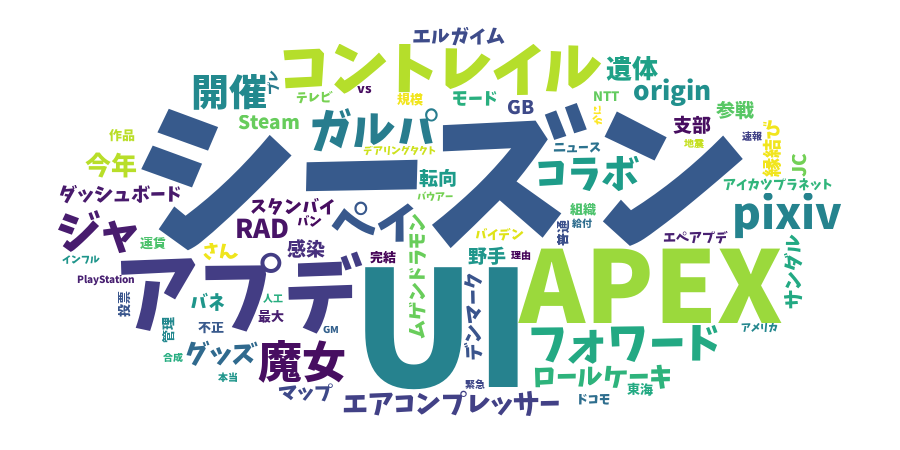 エルガイム
コントレイル
遺体
開催
プレ
テレビ
vs
規模
モード
GB
NTT
origin
参戦
作品
Steam
ガルパ
デアリングタクト
ニュース
支部
地震
速報
縁結び
今年
シーズン
転向
コラボ
JC
アイカツプラネット
ダッシュボード
スタンバイ
ペイ
バウアー
組織
給付
普通
pixiv
ジャ
運賃
RAD
バン
さん
感染
ムゲンドラモン
バイデン
エペアプデ
サンダル
インフル
PlayStation
アプデ
完結
野手
理由
UI
APEX
投票
バネ
人工
最大
GM
デンマーク
アメリカ
管理
不正
合成
グッズ
魔女
フォワード
本当
マップ
緊急
ロールケーキ
東海
エアコンプレッサー
ドコモ